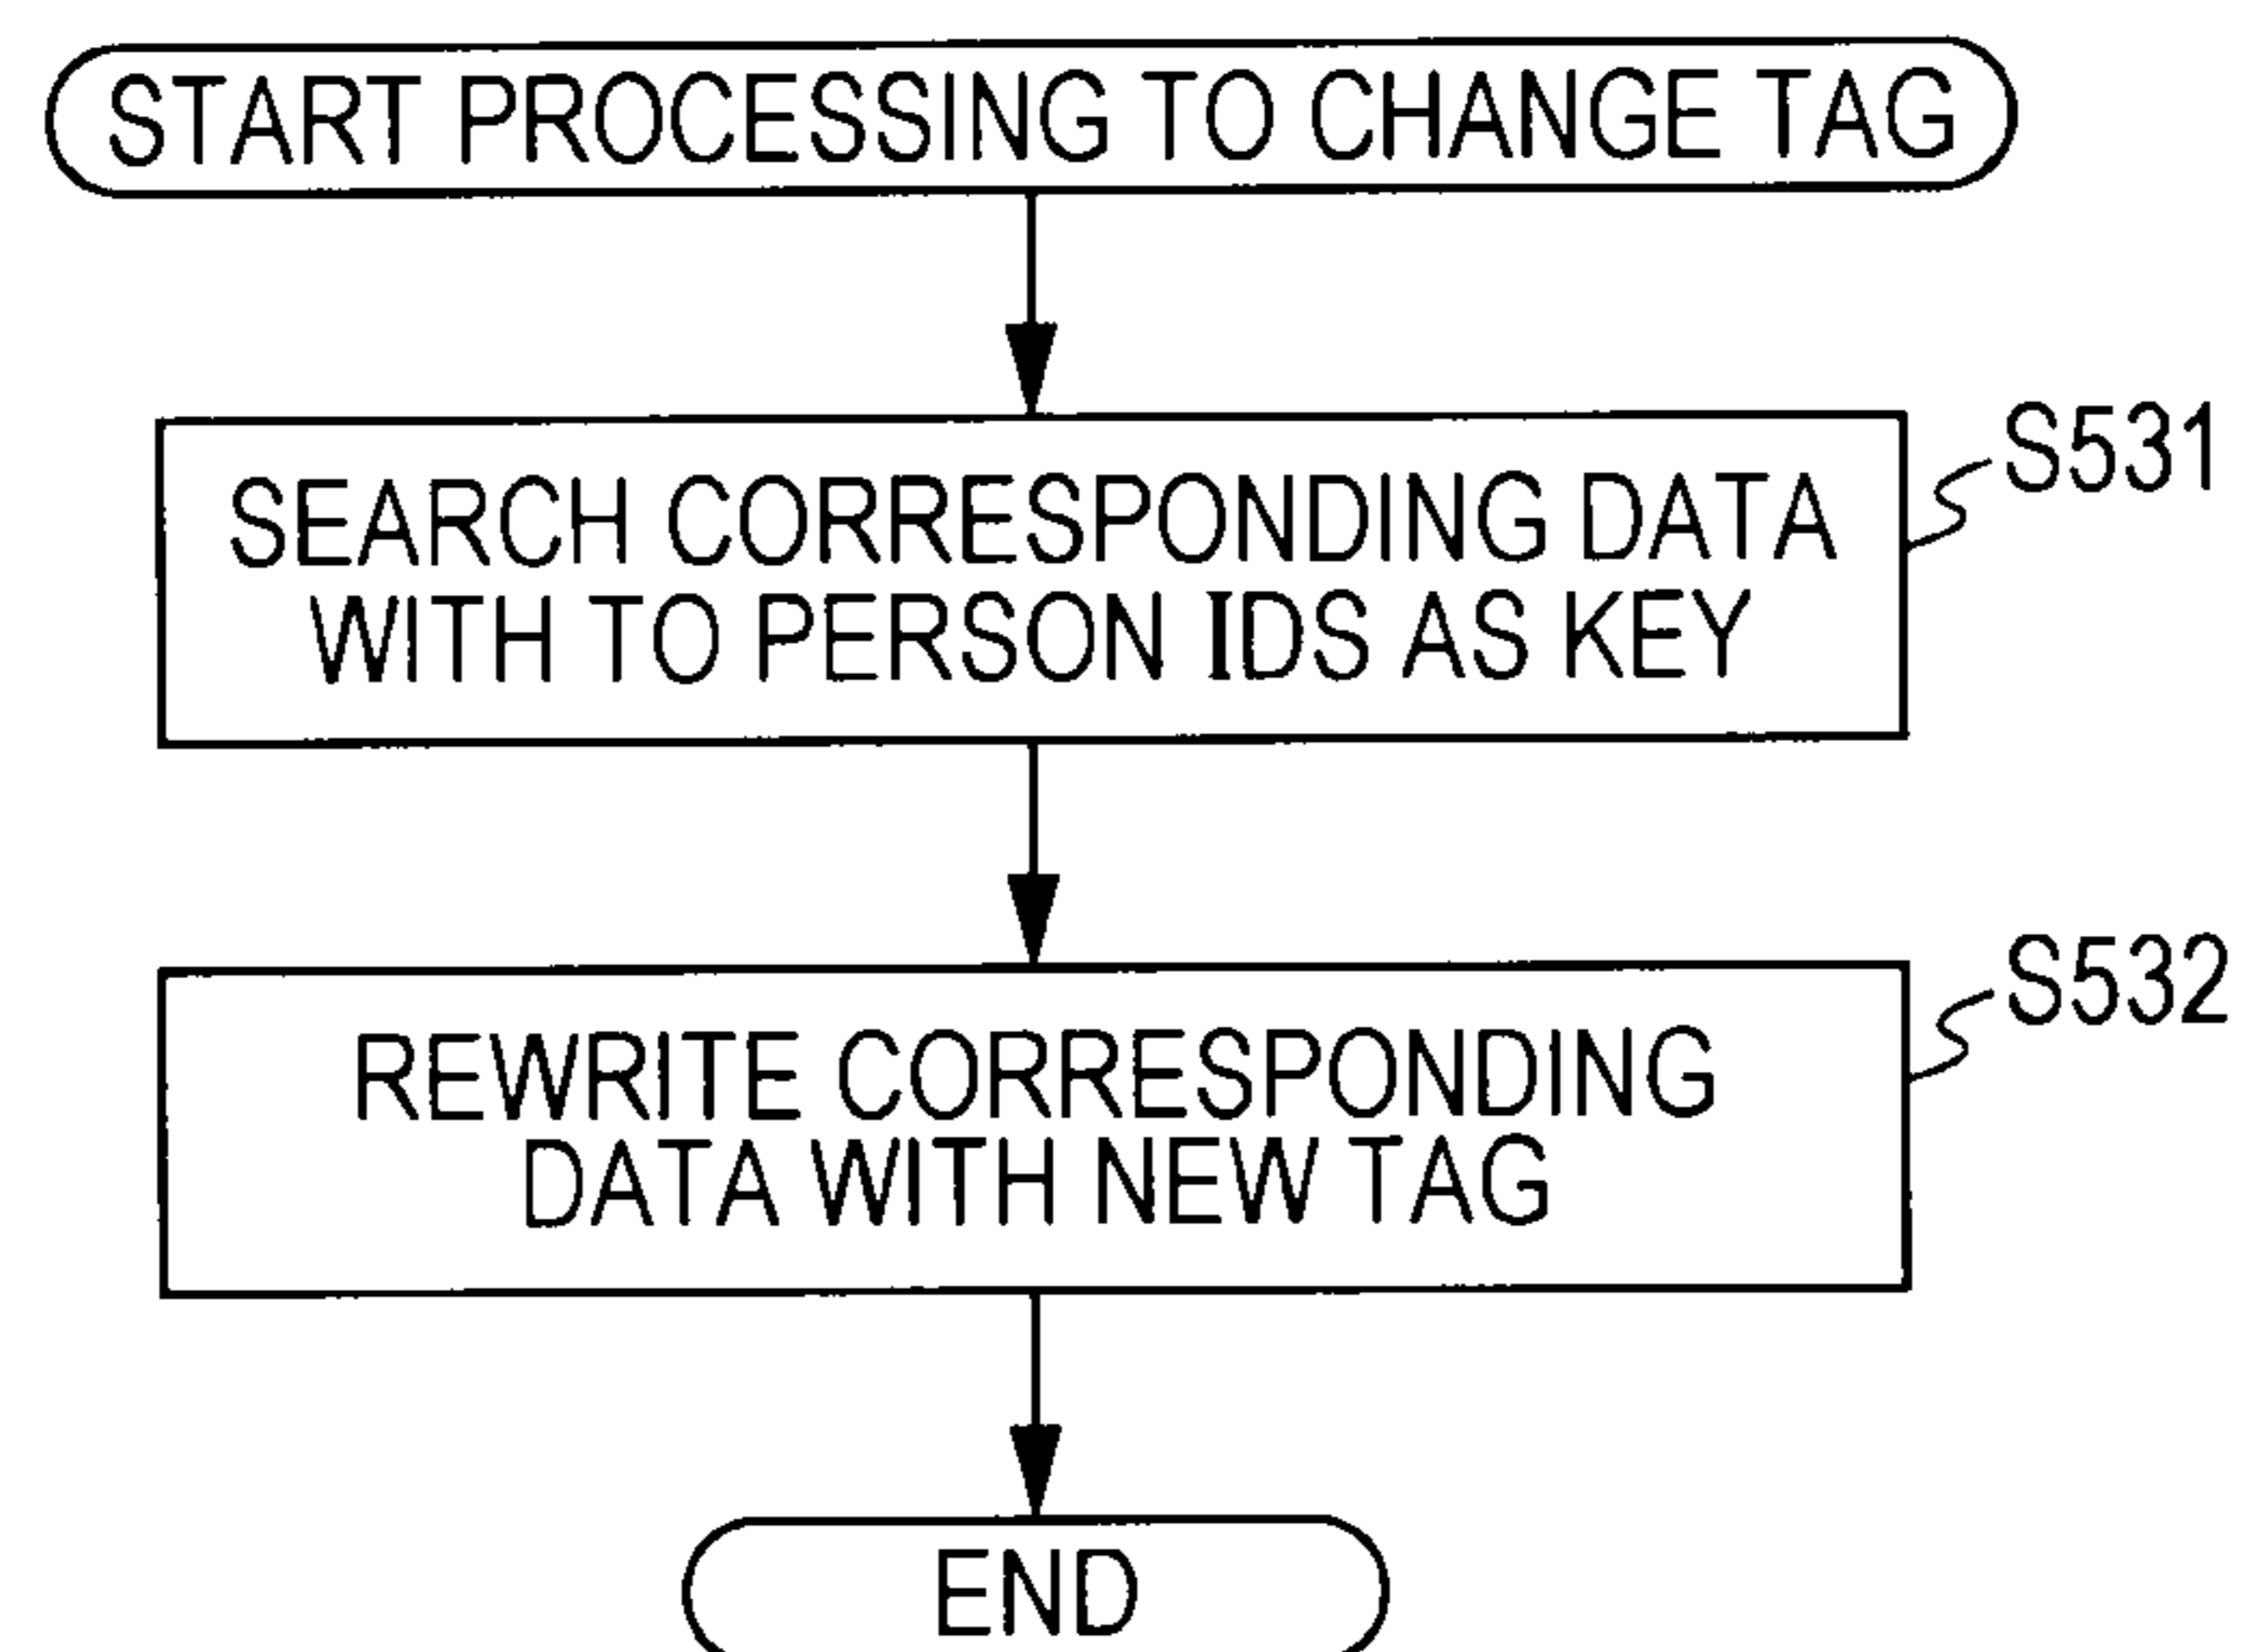 START PROCESSING TO CHANGE TAG
S531
SEARCH CORRESPONDING DATA
WITH TO PERSON IDS AS KEY
S532
REWRITE CORRESPONDING
DATA WITH NEW TAG
END